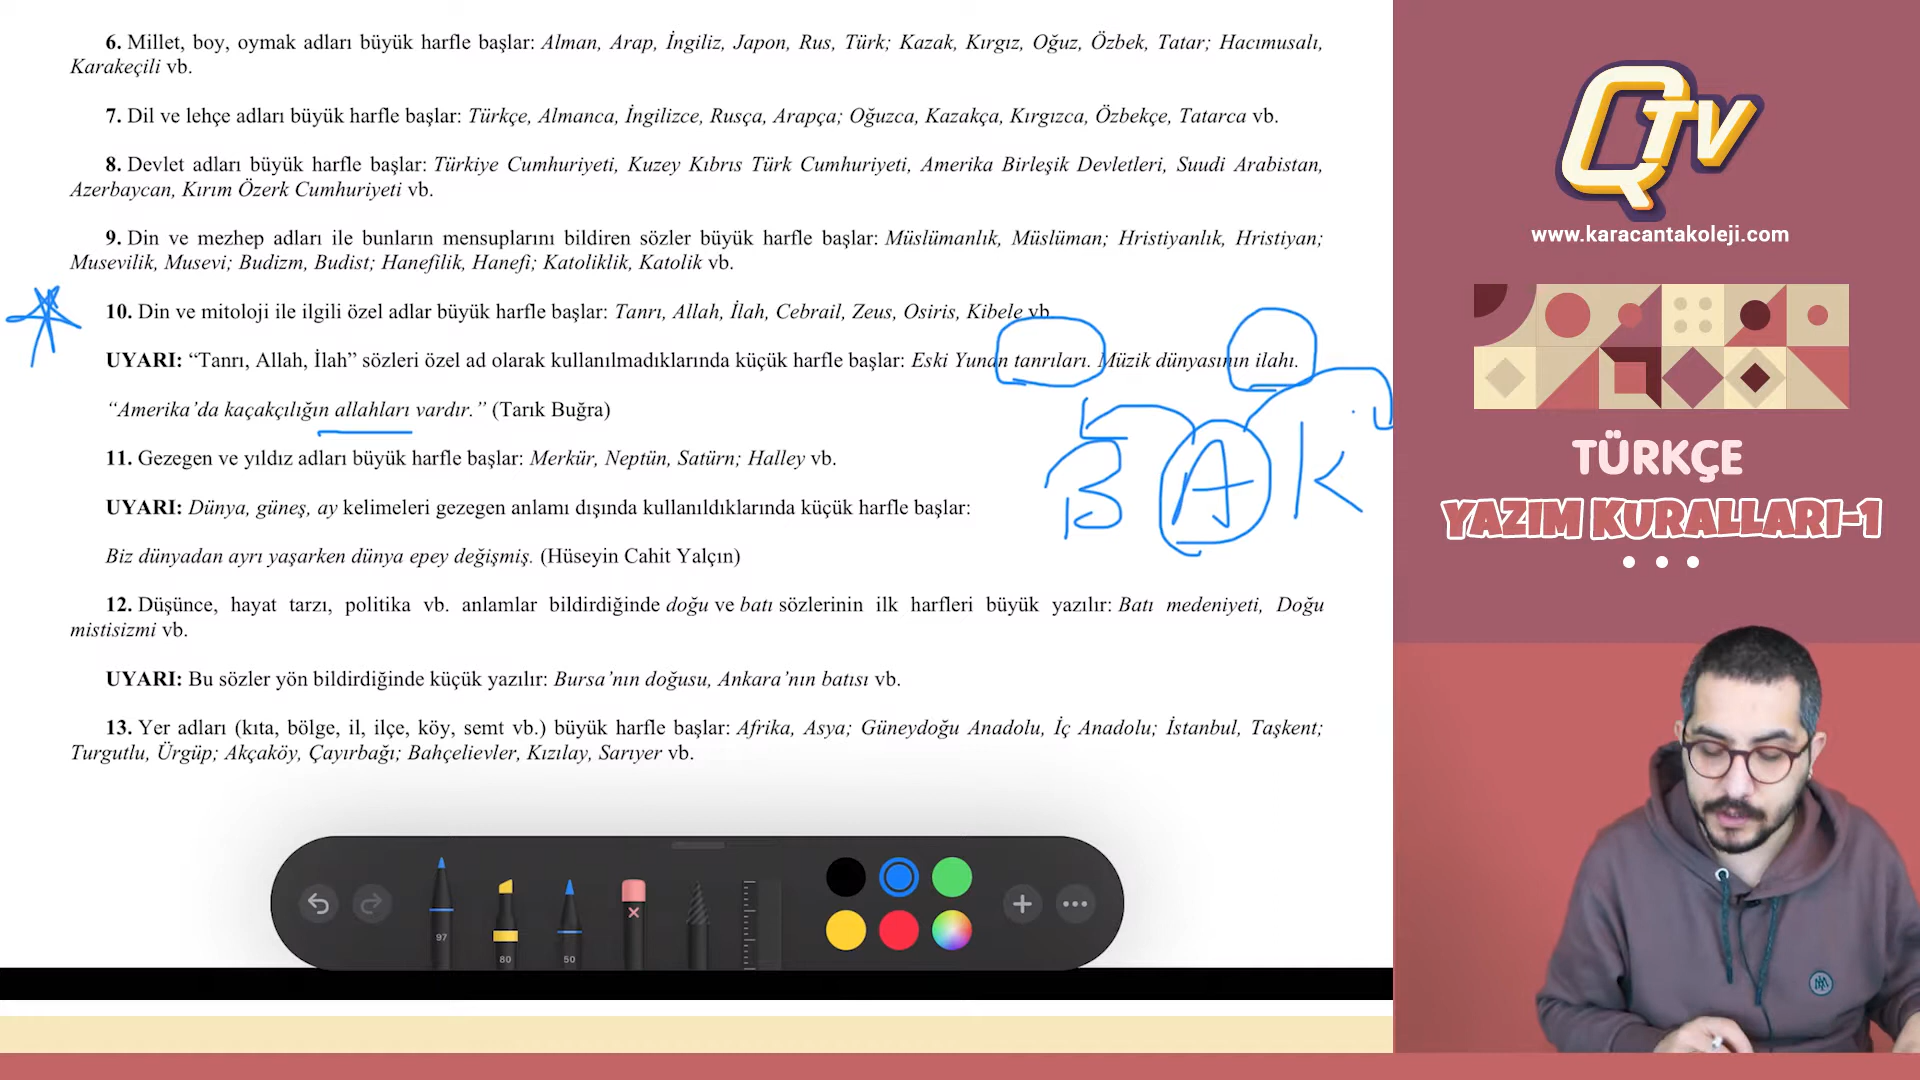 6. Millet, boy, oymak adları büyük harfle başlar: Alman, Arap, İngiliz, Japon, Rus, Türk; Kazak, Kırgız, Oğuz, Özbek, Tatar; Hacımusalı,
Karakeçili vb.
7. Dil ve lehçe adları büyük harfle başlar: Türkçe, Almanca, İngilizce, Rusça, Arapça; Oğuzca, Kazakça, Kırgızca, Özbekçe, Tatarca vb.
8. Devlet adları büyük harfle başlar: Türkiye Cumhuriyeti, Kuzey Kıbrıs Türk Cumhuriyeti, Amerika Birleşik Devletleri, Suudi Arabistan,
Azerbaycan, Kırım Özerk Cumhuriyeti vb.
9. Din ve mezhep adları ile bunların mensuplarını bildiren sözler büyük harfle başlar: Müslümanlık, Müslüman; Hristiyanlık, Hristiyan;
Musevilik, Musevi; Budizm, Budist; Hanefilik, Hanefi; Katoliklik, Katolik vb.
10. Din ve mitoloji ile ilgili özel adlar büyük harfle başlar: Tanrı, Allah, İlah, Cebrail, Zeus, Osiris, Kibele vb.
UYARI: “Tanrı, Allah, İlah” sözleri özel ad olarak kullanılmadıklarında küçük harfle başlar: Eski Yunan tanrıları. Müzik dünyasının ilahı.
“Amerika’da kaçakçılığın allahları vardır.” (Tarık Buğra)
B A K
11. Gezegen ve yıldız adları büyük harfle başlar: Merkür, Neptün, Satürn; Halley vb.
UYARI: Dünya, güneş, ay kelimeleri gezegen anlamı dışında kullanıldıklarında küçük harfle başlar:
Biz dünyadan ayrı yaşarken dünya epey değişmiş. (Hüseyin Cahit Yalçın)
12. Düşünce, hayat tarzı, politika vb. anlamlar bildirdiğinde doğu ve batı sözlerinin ilk harfleri büyük yazılır: Batı medeniyeti, Doğu
mistisizmi vb.
UYARI: Bu sözler yön bildirdiğinde küçük yazılır: Bursa’nın doğusu, Ankara’nın batısı vb.
13. Yer adları (kıta, bölge, il, ilçe, köy, semt vb.) büyük harfle başlar: Afrika, Asya; Güneydoğu Anadolu, İç Anadolu; İstanbul, Taşkent;
Turgutlu, Ürgüp; Akçaköy, Çayırbağı; Bahçelievler, Kızılay, Sarıyer vb.
97
80
50
QTV
www.karacantakoleji.com
TÜRKÇE
YAZIM KURALLARI-1